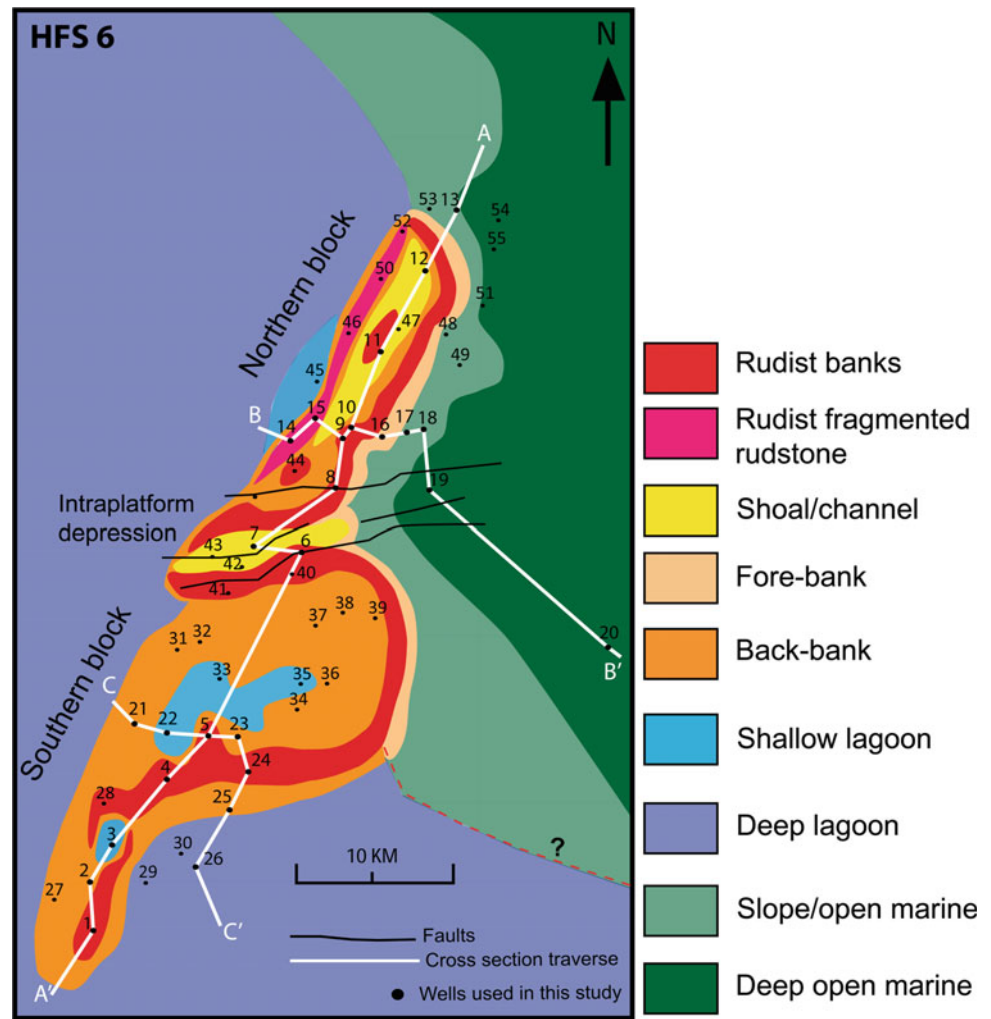 HFS 6
N
A
53
13
54
52
55
12
50
51
Northern block
46
47
48
11
49
45
B
15
10
14
9
16
17
18
44
8
19
Intraplatform
depression
7
6
43
42
40
41
38
39
37
31
32
20
B'
33
35
36
C
34
21
22
5
23
Southern block
4
24
28
25
3
?
30
26
10 KM
2
29
27
1
C'
Faults
Cross section traverse
A'
Wells used in this study
Rudist banks
Rudist fragmented
rudstone
Shoal/channel
Fore-bank
Back-bank
Shallow lagoon
Deep lagoon
Slope/open marine
Deep open marine